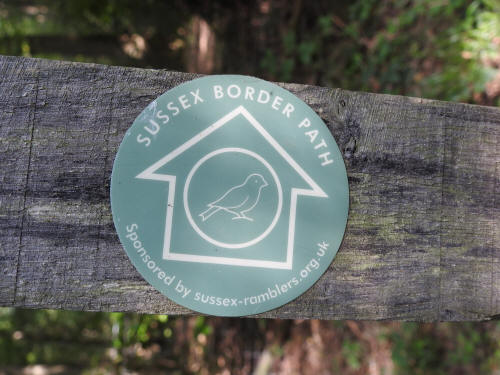 SUSSEX BORDER PATH
Sponsored by sussex-ramblers.org.uk